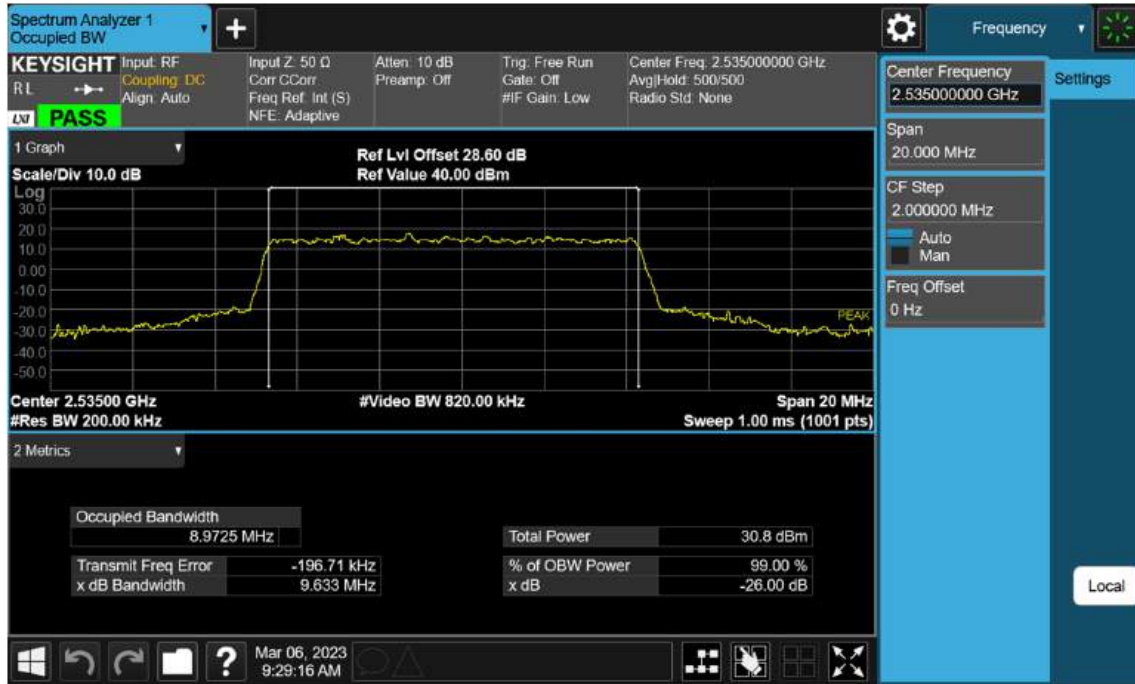 Spectrum Analyzer 1
Occupied BW
+
Frequency
KEYSIGHT
RL
LXI
PASS
Input: RF
Coupling: DC
Align: Auto
Input Z: 50 Ω
Corr CCorr
Freq Ref: Int (S)
NFE: Adaptive
Atten: 10 dB
Preamp: Off
Trig: Free Run
Gate: Off
#IF Gain: Low
Center Freq: 2.535000000 GHz
Avg|Hold: 500/500
Radio Std: None
Center Frequency
2.535000000 GHz
Settings
Span
20.000 MHz
CF Step
2.000000 MHz
Auto
Man
Freq Offset
0 Hz
1 Graph
Scale/Div 10.0 dB
Ref Lvl Offset 28.60 dB
Ref Value 40.00 dBm
Log
30.0
20.0
10.0
0.00
-10.0
-20.0
-30.0
-40.0
-50.0
PEAK
Center 2.53500 GHz
#Video BW 820.00 kHz
Span 20 MHz
#Res BW 200.00 kHz
Sweep 1.00 ms (1001 pts)
2 Metrics
Occupied Bandwidth
8.9725 MHz
Total Power 30.8 dBm
Transmit Freq Error -196.71 kHz
% of OBW Power 99.00 %
x dB Bandwidth 9.633 MHz
x dB -26.00 dB
Local
?
Mar 06, 2023
9:29:16 AM